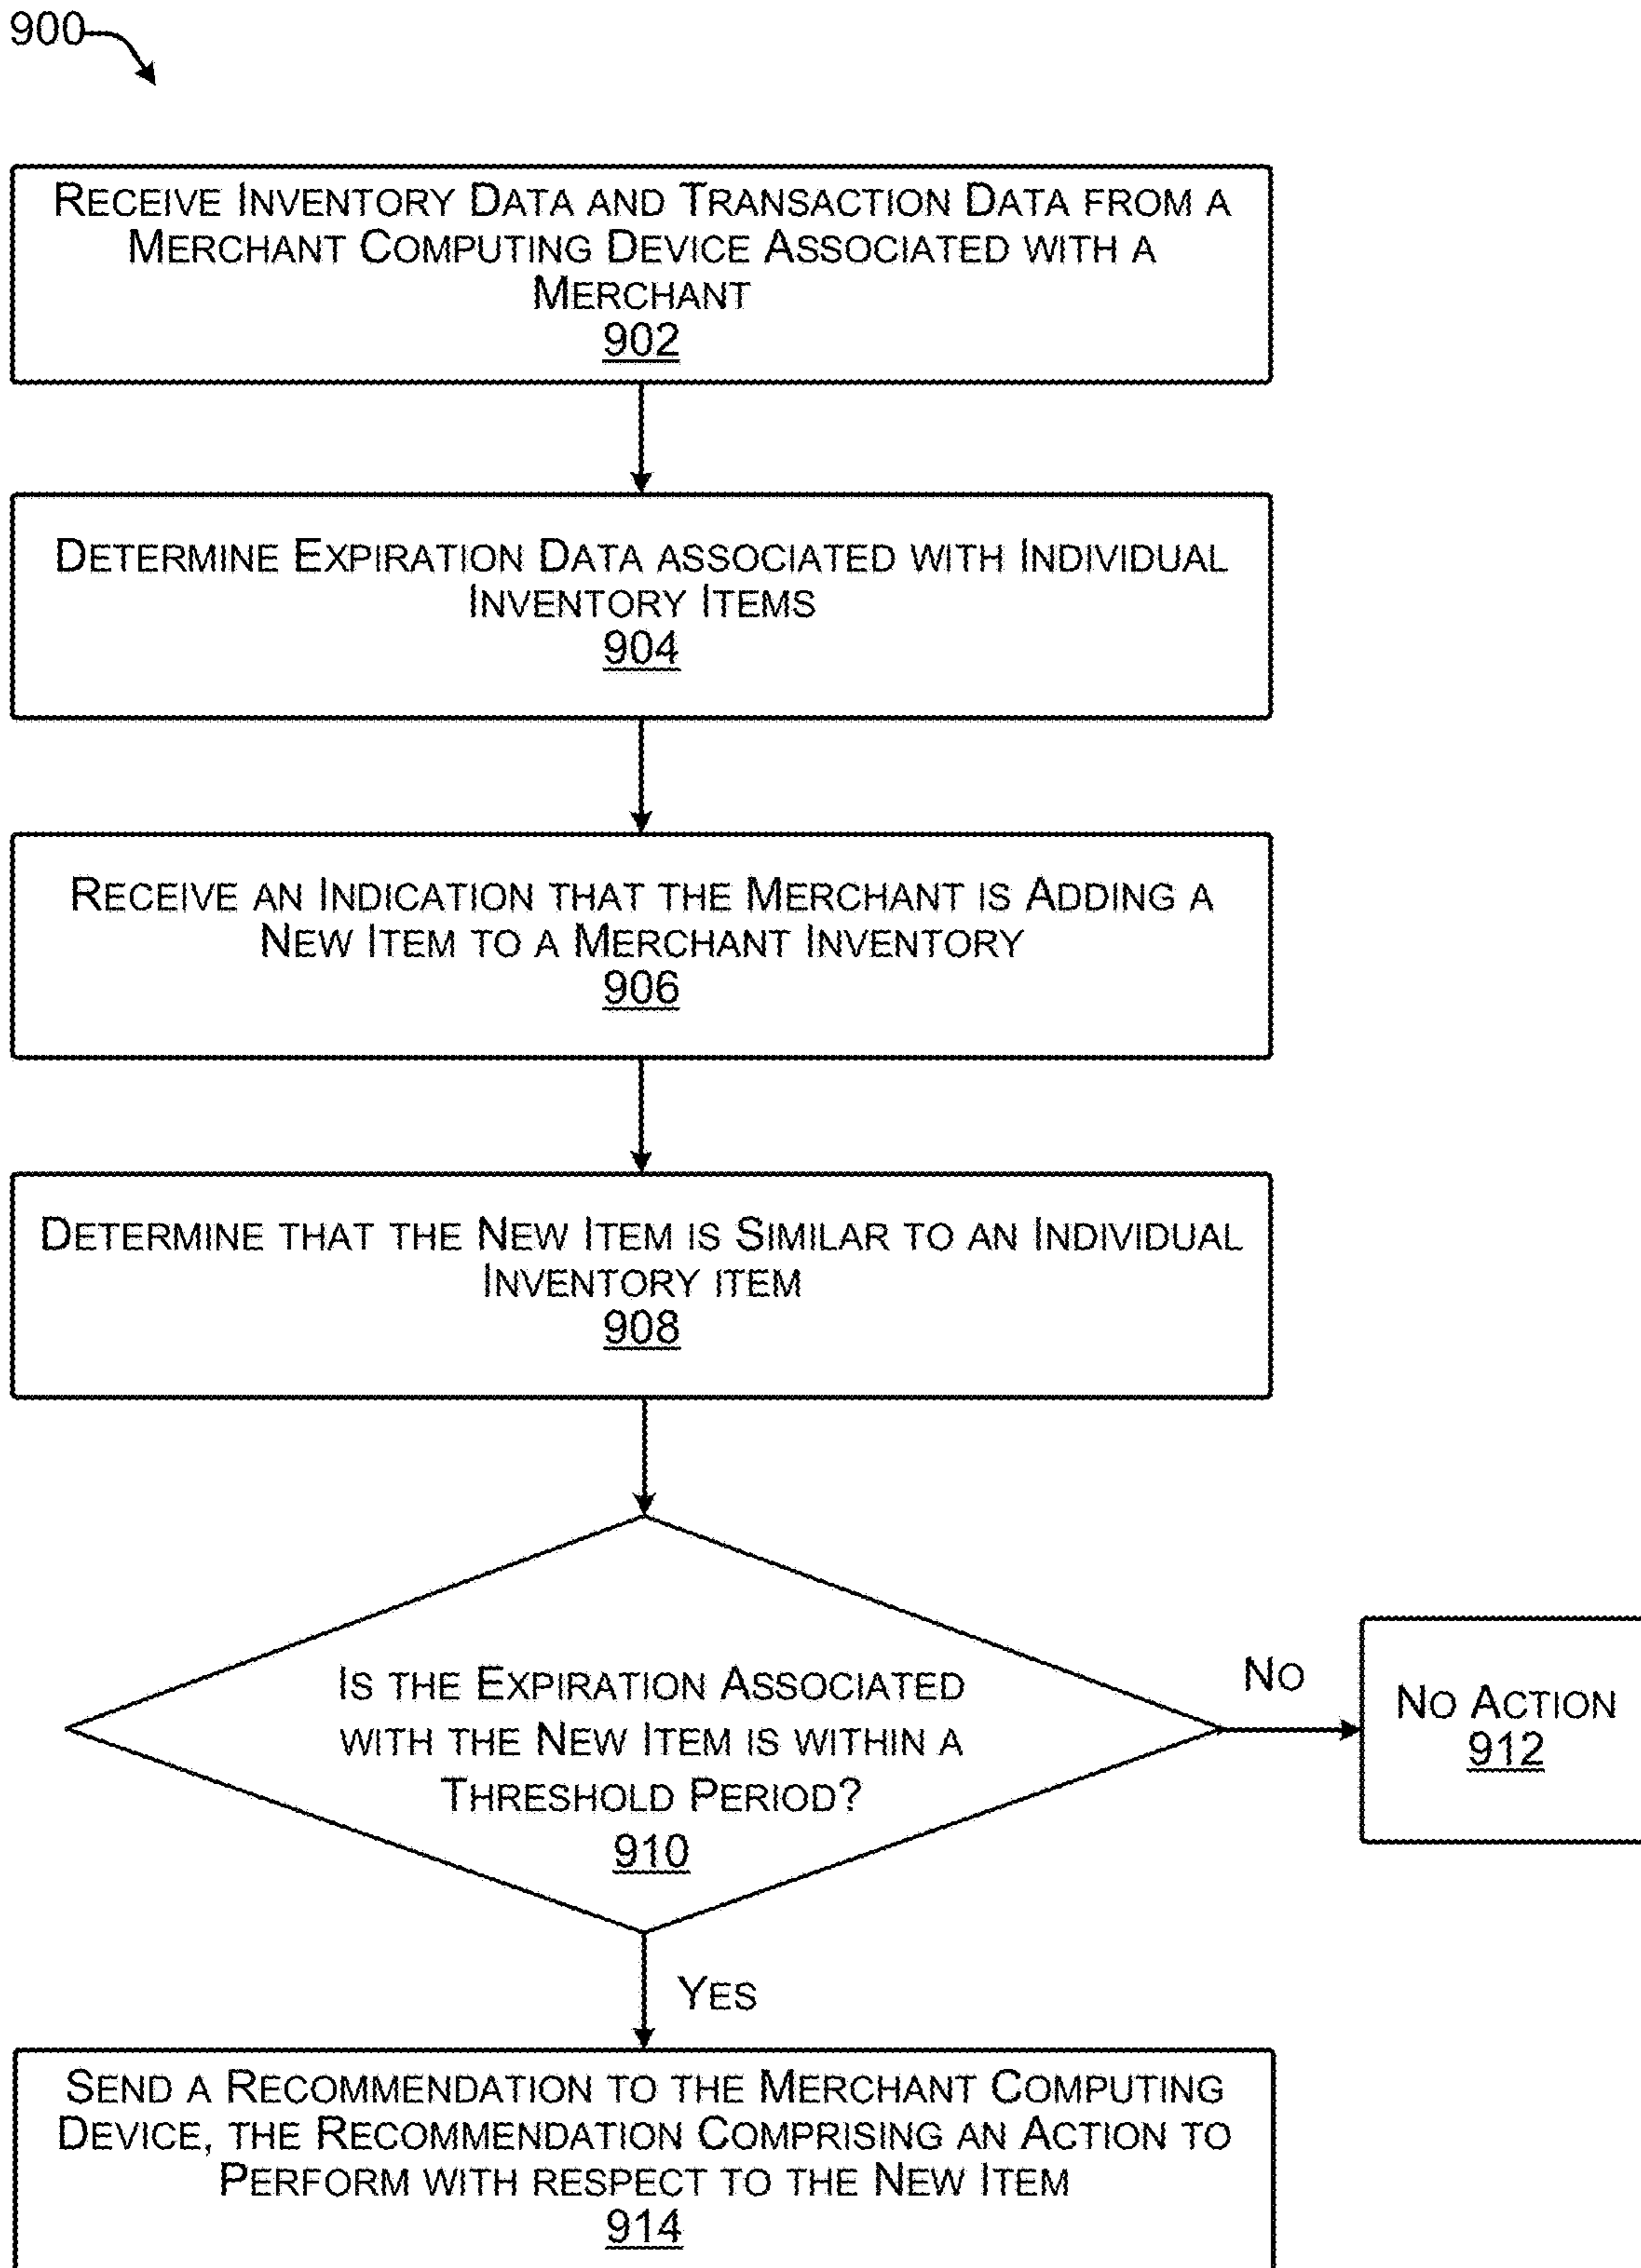 900
RECEIVE INVENTORY DATA AND TRANSACTION DATA FROM A
MERCHANT COMPUTING DEVICE ASSOCIATED WITH A
MERCHANT
902
DETERMINE EXPIRATION DATA ASSOCIATED WITH INDIVIDUAL
INVENTORY ITEMS
904
RECEIVE AN INDICATION THAT THE MERCHANT IS ADDING A
NEW ITEM TO A MERCHANT INVENTORY
906
DETERMINE THAT THE NEW ITEM IS SIMILAR TO AN INDIVIDUAL
INVENTORY ITEM
908
IS THE EXPIRATION ASSOCIATED
WITH THE NEW ITEM IS WITHIN A
THRESHOLD PERIOD?
910
NO
NO ACTION
912
YES
SEND A RECOMMENDATION TO THE MERCHANT COMPUTING
DEVICE, THE RECOMMENDATION COMPRISING AN ACTION TO
PERFORM WITH RESPECT TO THE NEW ITEM
914